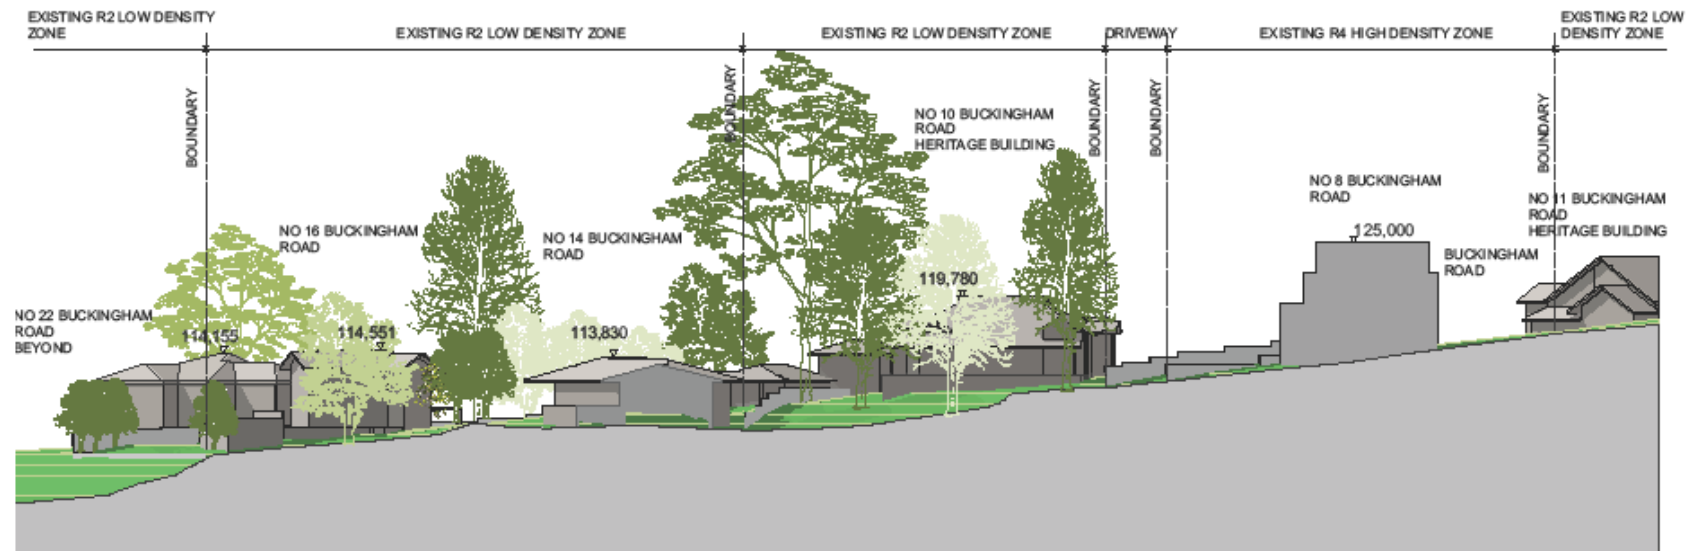 EXISTING R2 LOW DENSITY
ZONE
EXISTING R2 LOW DENSITY ZONE
EXISTING R2 LOW DENSITY ZONE
DRIVEWAY
EXISTING R4 HIGH DENSITY ZONE
EXISTING R2 LOW
DENSITY ZONE
BOUNDARY
BOUNDARY
BOUNDARY
BOUNDARY
BOUNDARY
NO 10 BUCKINGHAM
ROAD
HERITAGE BUILDING
NO 8 BUCKINGHAM
ROAD
NO 11 BUCKINGHAM
ROAD
HERITAGE BUILDING
NO 16 BUCKINGHAM
ROAD
NO 14 BUCKINGHAM
ROAD
125,000
BUCKINGHAM
ROAD
119,780
NO 22 BUCKINGHAM
ROAD
BEYOND
114,155
114,551
113,830